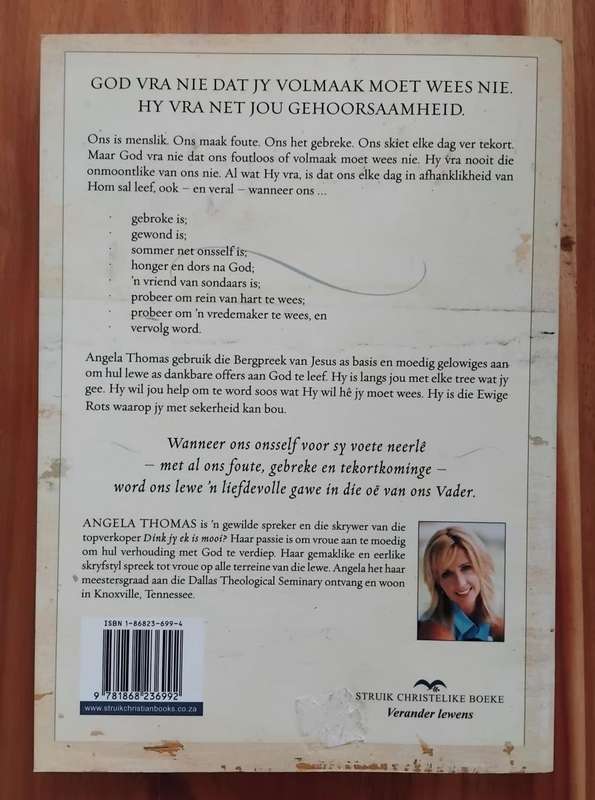 GOD VRA NIE DAT JY VOLMAAK MOET WEES NIE.
HY VRA NET JOU GEHOORSAAMHEID.
Ons is menslik. Ons maak foute. Ons het gebreke. Ons skiet elke dag ver tekort.
Maar God vra nie dat ons foutloos of volmaak moet wees nie. Hy vra nooit die
onmoontlike van ons nie. Al wat Hy vra, is dat ons elke dag in afhanklikheid van
Hom sal leef, ook – en veral – wanneer ons ...
· gebroke is;
· gewond is;
· sommer net onsself is;
· honger en dors na God;
· 'n vriend van sondaars is;
· probeer om rein van hart te wees;
· probeer om 'n vredemaker te wees, en
· vervolg word.
Angela Thomas gebruik die Bergpreek van Jesus as basis en moedig gelowiges aan
om hul lewe as dankbare offers aan God te leef. Hy is langs jou met elke tree wat jy
gee. Hy wil jou help om te word soos wat Hy wil hê jy moet wees. Hy is die Ewige
Rots waarop jy met sekerheid kan bou.
Wanneer ons onsself voor sy voete neerlê
– met al ons foute, gebreke en tekortkominge –
word ons lewe 'n liefdevolle gawe in die oë van ons Vader.
ANGELA THOMAS is 'n gewilde spreker en die skrywer van die
topverkoper Dink jy ek is mooi? Haar passie is om vroue aan te moedig
om hul verhouding met God te verdiep. Haar gemaklike en eerlike
skryfstyl spreek tot vroue op alle terreine van die lewe. Angela het haar
meestersgraad aan die Dallas Theological Seminary ontvang en woon
in Knoxville, Tennessee.
ISBN 1-86823-699-4
9 781868 236992
www.struikchristianbooks.co.za
STRUIK CHRISTELIKE BOEKE
Verander lewens